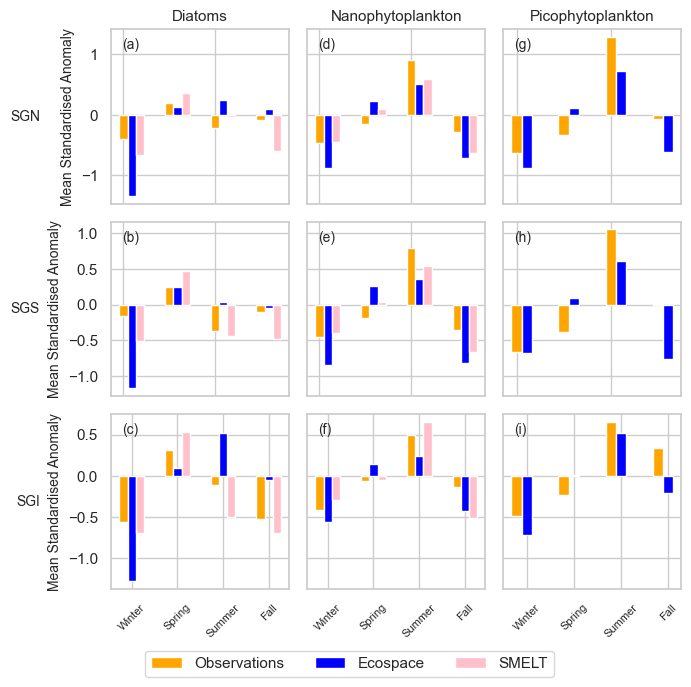 Diatoms Nanophytoplankton Picophytoplankton
SGN
Mean Standardised Anomaly
1
0
−1
(a)
(d)
(g)
SGS
Mean Standardised Anomaly
1.0
0.5
0.0
−0.5
−1.0
(b)
(e)
(h)
SGI
Mean Standardised Anomaly
0.5
0.0
−0.5
−1.0
(c)
(f)
(i)
Winter Spring Summer Fall
Winter Spring Summer Fall
Winter Spring Summer Fall
Observations Ecospace SMELT